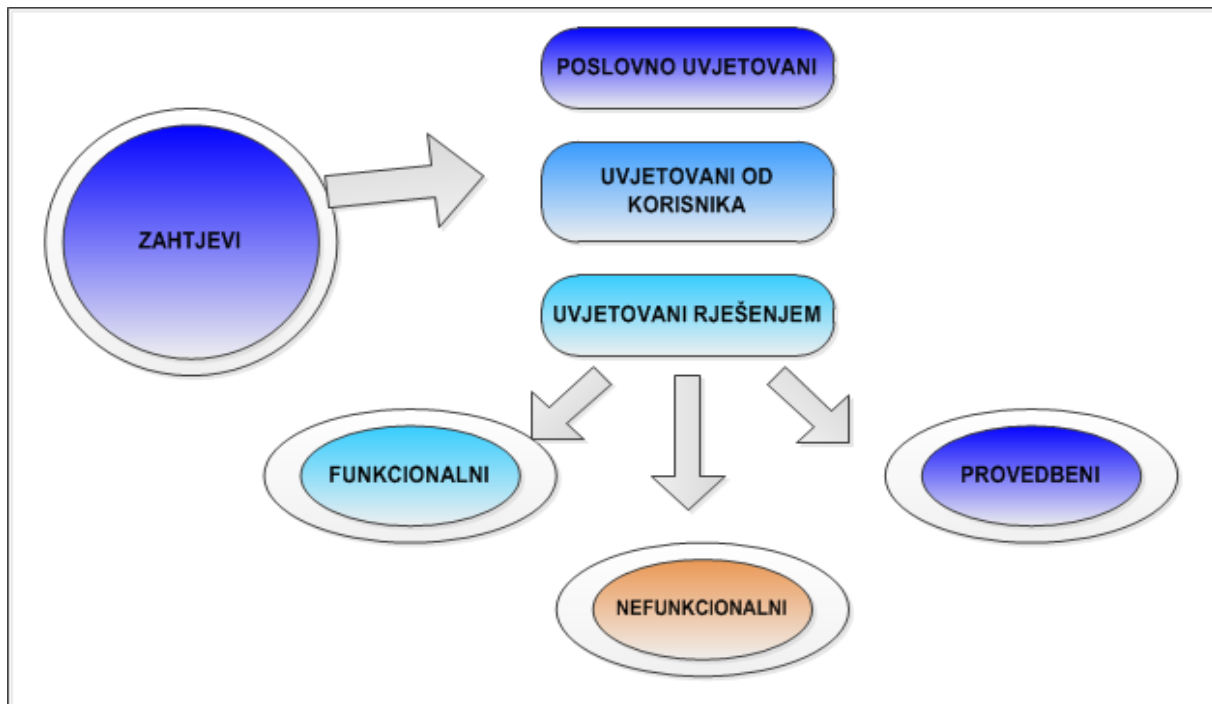 POSLOVNO UVJETOVANI
UVJETOVANI OD
KORISNIKA
ZAHTJEVI
UVJETOVANI RJEŠENJEM
FUNKCIONALNI
PROVEDBENI
NEFUNKCIONALNI